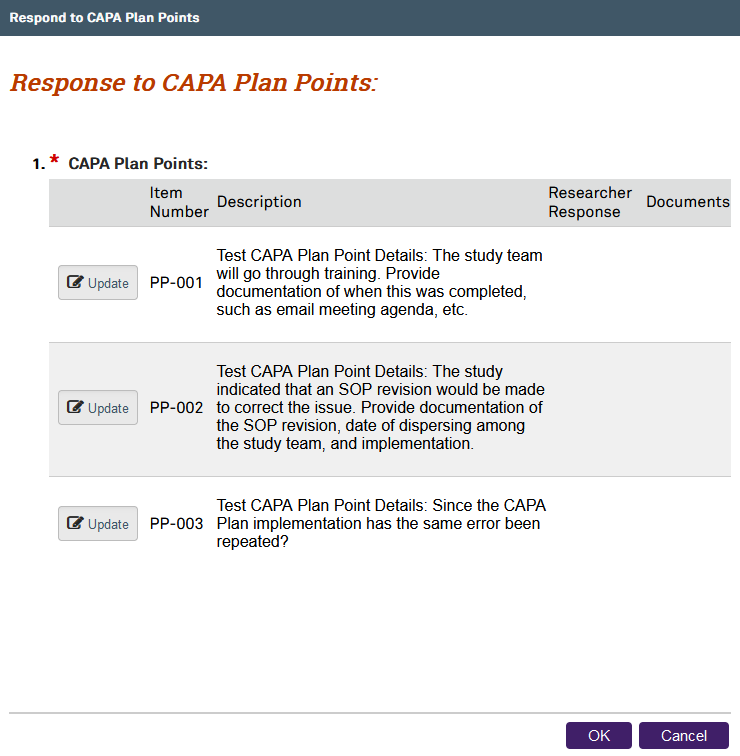 Respond to CAPA Plan Points
Response to CAPA Plan Points:
1. * CAPA Plan Points:
Item Number Description Researcher Response Documents
Update PP-001 Test CAPA Plan Point Details: The study team
will go through training. Provide
documentation of when this was completed,
such as email meeting agenda, etc.
Update PP-002 Test CAPA Plan Point Details: The study
indicated that an SOP revision would be made
to correct the issue. Provide documentation of
the SOP revision, date of dispersing among
the study team, and implementation.
Update PP-003 Test CAPA Plan Point Details: Since the CAPA
Plan implementation has the same error been
repeated?
OK Cancel